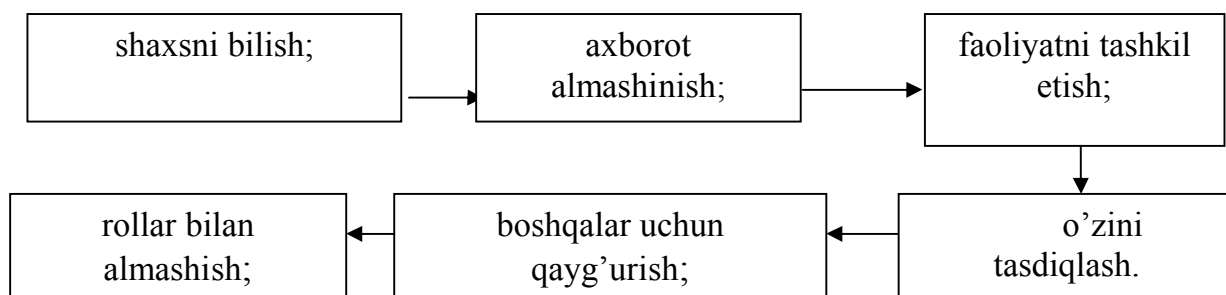 shaxsni bilish;
axborot
almashinish;
faoliyatni tashkil
etish;
rollar bilan
almashish;
boshqalar uchun
qayg’urish;
o’zini
tasdiqlash.